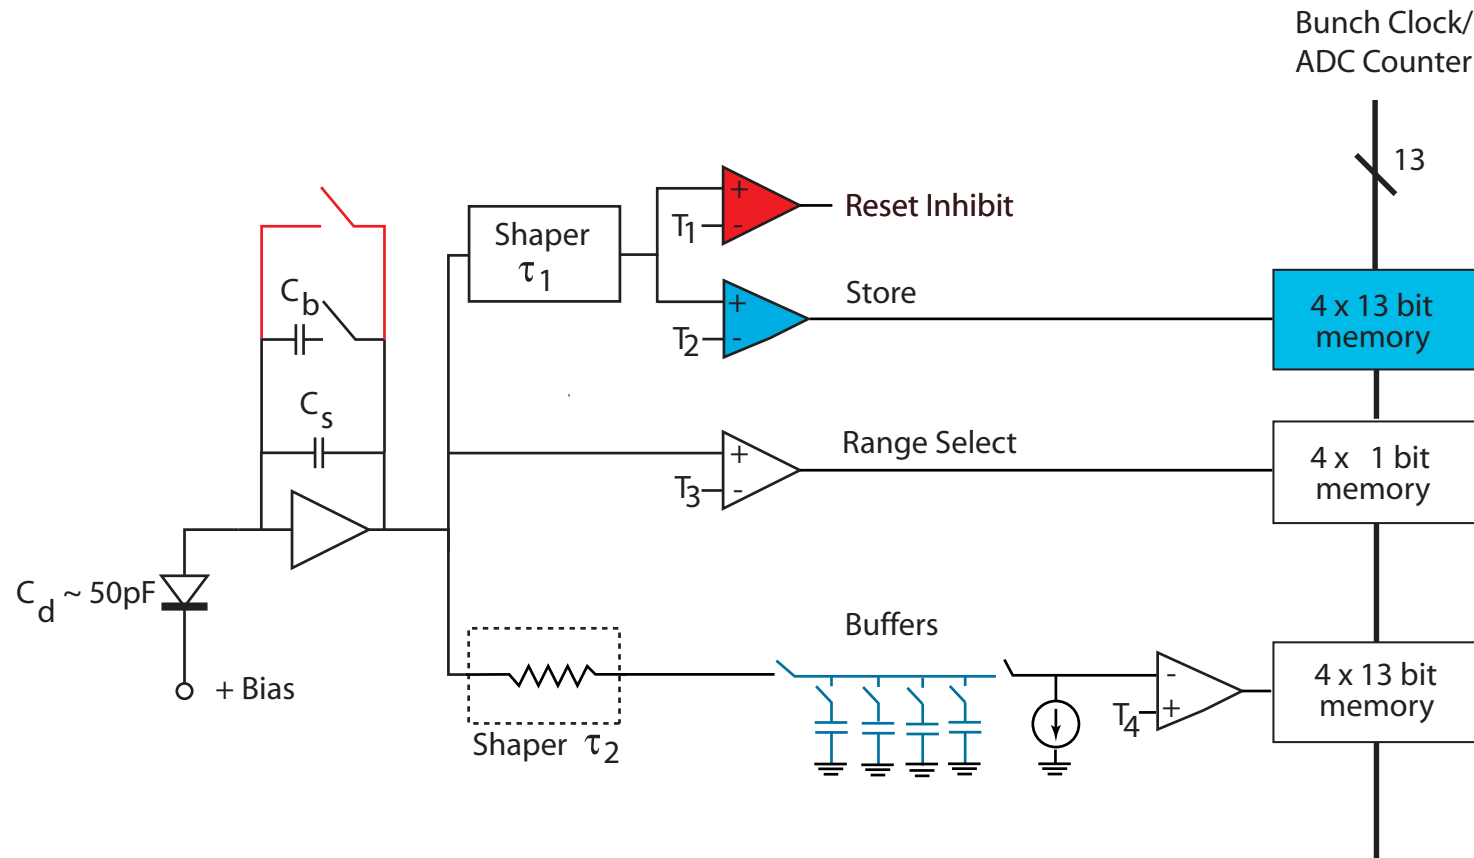 Bunch Clock/
ADC Counter
13
+
Reset Inhibit
T1
-
Shaper
τ1
Cb
+
Store
T2
-
4 x 13 bit
memory
Cs
+
Range Select
T3
-
4 x 1 bit
memory
Cd ~ 50pF
+ Bias
Shaper τ2
Buffers
-
T4
+
4 x 13 bit
memory